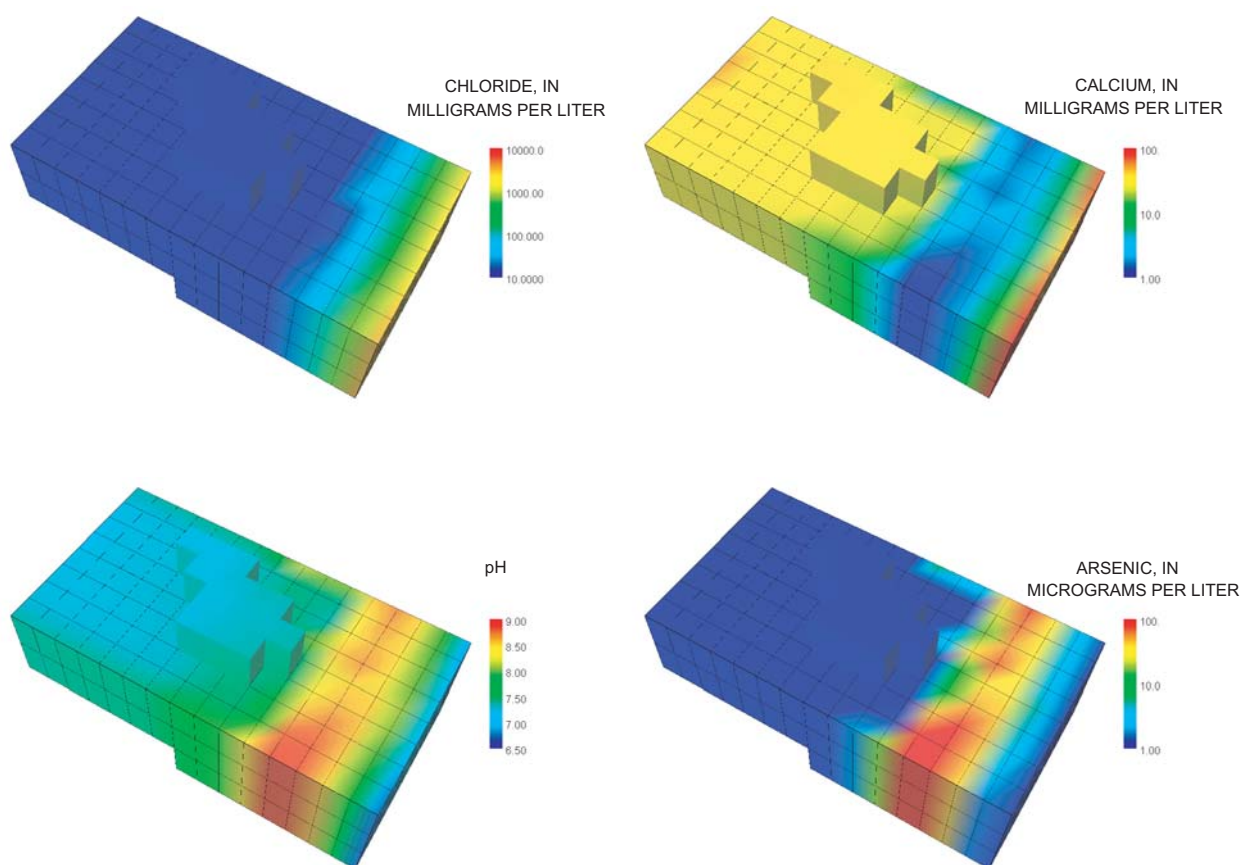 CHLORIDE, IN
MILLIGRAMS PER LITER
10000.0
1000.00
100.000
10.0000
CALCIUM, IN
MILLIGRAMS PER LITER
100.
10.0
1.00
pH
9.00
8.50
8.00
7.50
7.00
6.50
ARSENIC, IN
MICROGRAMS PER LITER
100.
10.0
1.00